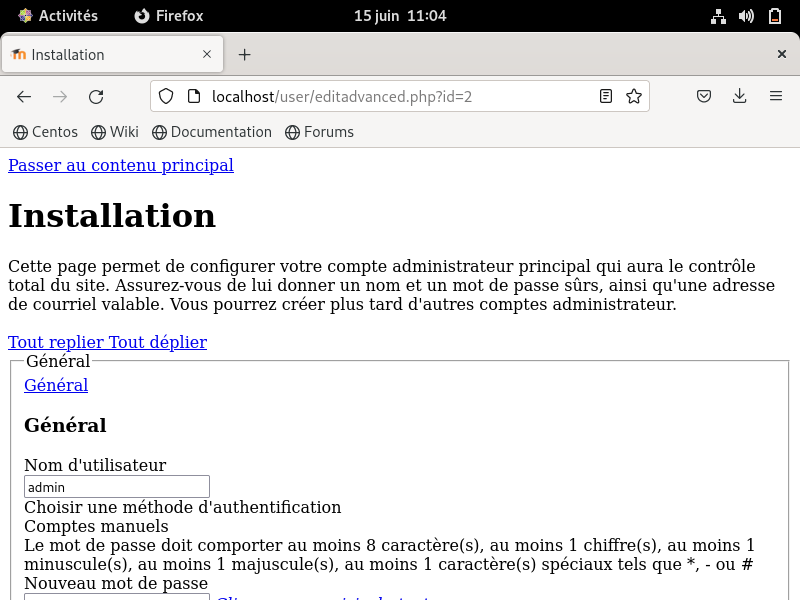 Activités Firefox 15 juin 11:04
Installation
localhost/user/editadvanced.php?id=2
Centos Wiki Documentation Forums
Passer au contenu principal
Installation
Cette page permet de configurer votre compte administrateur principal qui aura le contrôle
total du site. Assurez-vous de lui donner un nom et un mot de passe sûrs, ainsi qu'une adresse
de courriel valable. Vous pourrez créer plus tard d'autres comptes administrateur.
Tout replier Tout déplier
Général
Général
Général
Nom d'utilisateur
admin
Choisir une méthode d'authentification
Comptes manuels
Le mot de passe doit comporter au moins 8 caractère(s), au moins 1 chiffre(s), au moins 1
minuscule(s), au moins 1 majuscule(s), au moins 1 caractère(s) spéciaux tels que *, - ou #
Nouveau mot de passe